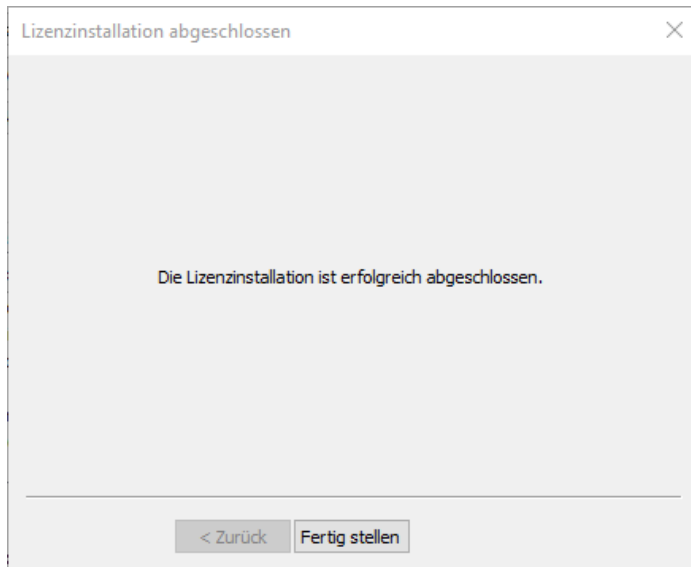 Lizenzinstallation abgeschlossen
Die Lizenzinstallation ist erfolgreich abgeschlossen.
< Zurück Fertig stellen